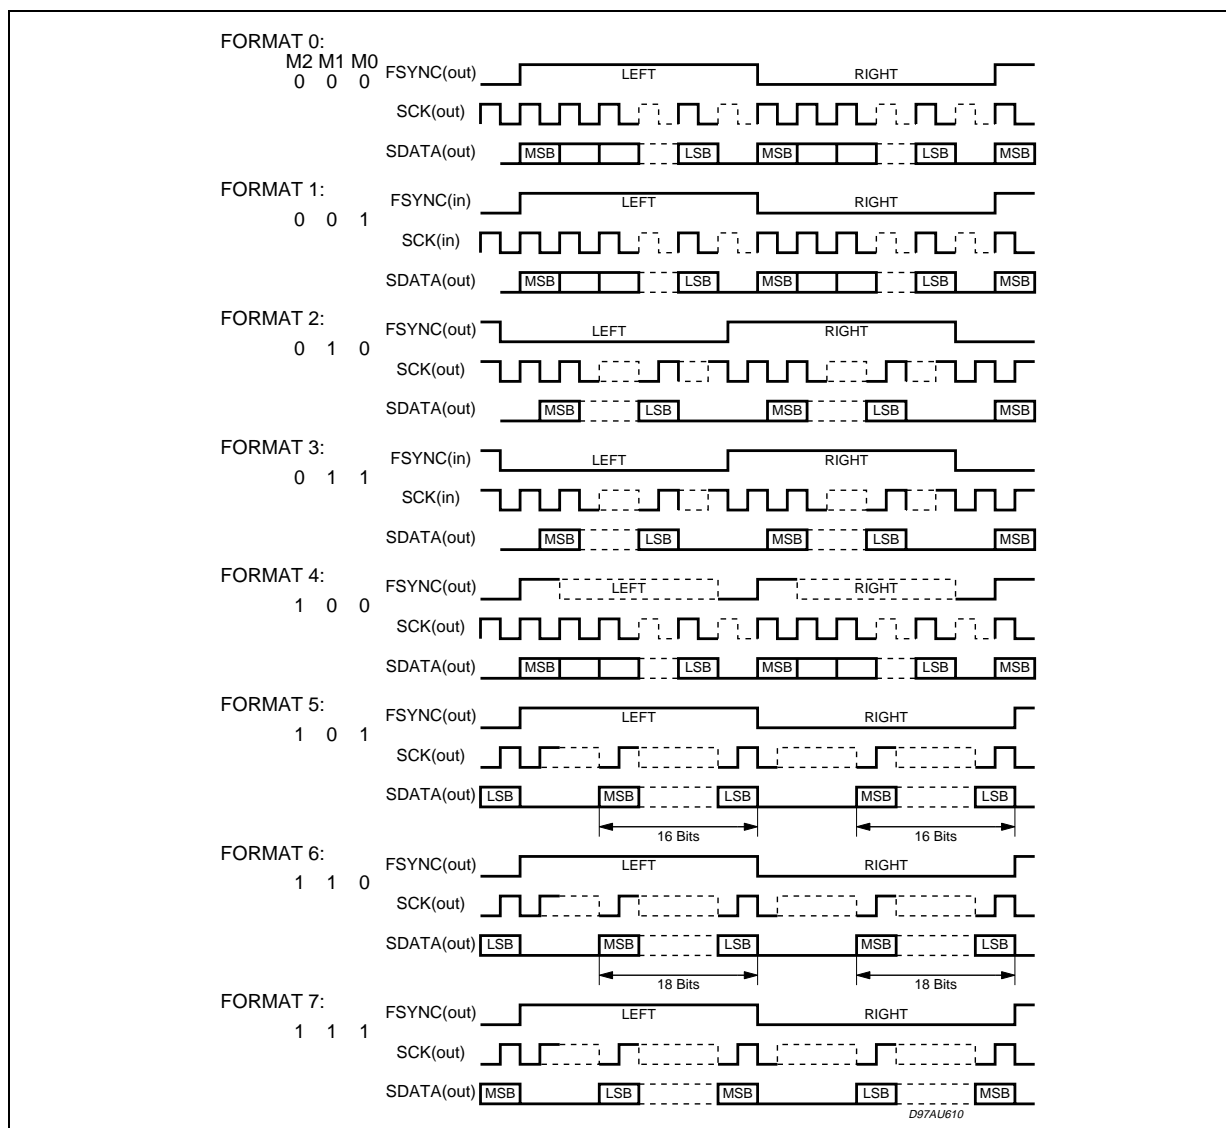 FORMAT 0:
M2 M1 M0
0 0 0
FSYNC(out) LEFT RIGHT
SCK(out)
SDATA(out) MSB LSB MSB LSB MSB
FORMAT 1:
0 0 1
FSYNC(in) LEFT RIGHT
SCK(in)
SDATA(out) MSB LSB MSB LSB MSB
FORMAT 2:
0 1 0
FSYNC(out) LEFT RIGHT
SCK(out)
SDATA(out) MSB LSB MSB LSB MSB
FORMAT 3:
0 1 1
FSYNC(in) LEFT RIGHT
SCK(in)
SDATA(out) MSB LSB MSB LSB MSB
FORMAT 4:
1 0 0
FSYNC(out) LEFT RIGHT
SCK(out)
SDATA(out) MSB LSB MSB LSB MSB
FORMAT 5:
1 0 1
FSYNC(out) LEFT RIGHT
SCK(out)
SDATA(out) LSB MSB LSB MSB LSB
16 Bits 16 Bits
FORMAT 6:
1 1 0
FSYNC(out) LEFT RIGHT
SCK(out)
SDATA(out) LSB MSB LSB MSB LSB
18 Bits 18 Bits
FORMAT 7:
1 1 1
FSYNC(out) LEFT RIGHT
SCK(out)
SDATA(out) MSB LSB MSB LSB MSB
D97AU610